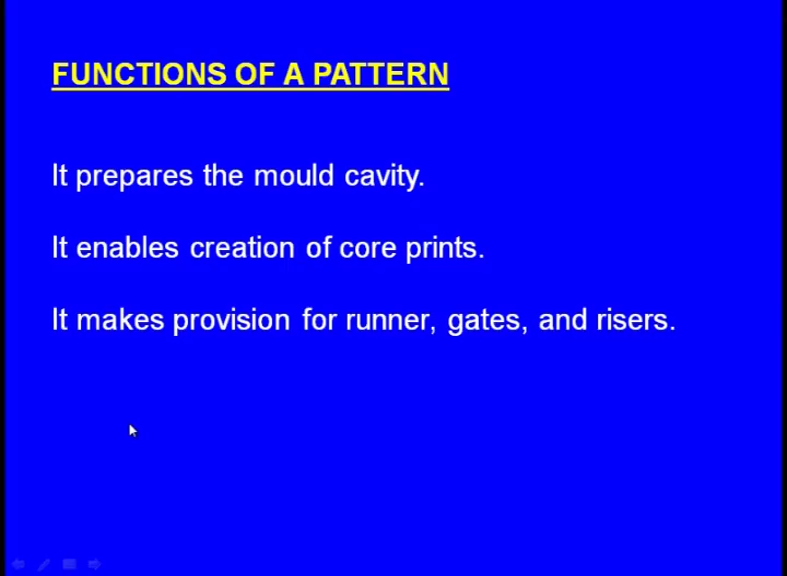 FUNCTIONS OF A PATTERN
It prepares the mould cavity.
It enables creation of core prints.
It makes provision for runner, gates, and risers.